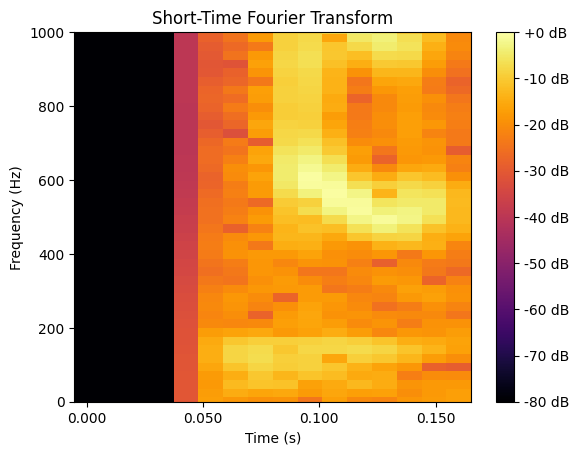 Short-Time Fourier Transform
1000
800
600
400
200
0
Frequency (Hz)
0.000
0.050
0.100
0.150
Time (s)
+0 dB
-10 dB
-20 dB
-30 dB
-40 dB
-50 dB
-60 dB
-70 dB
-80 dB